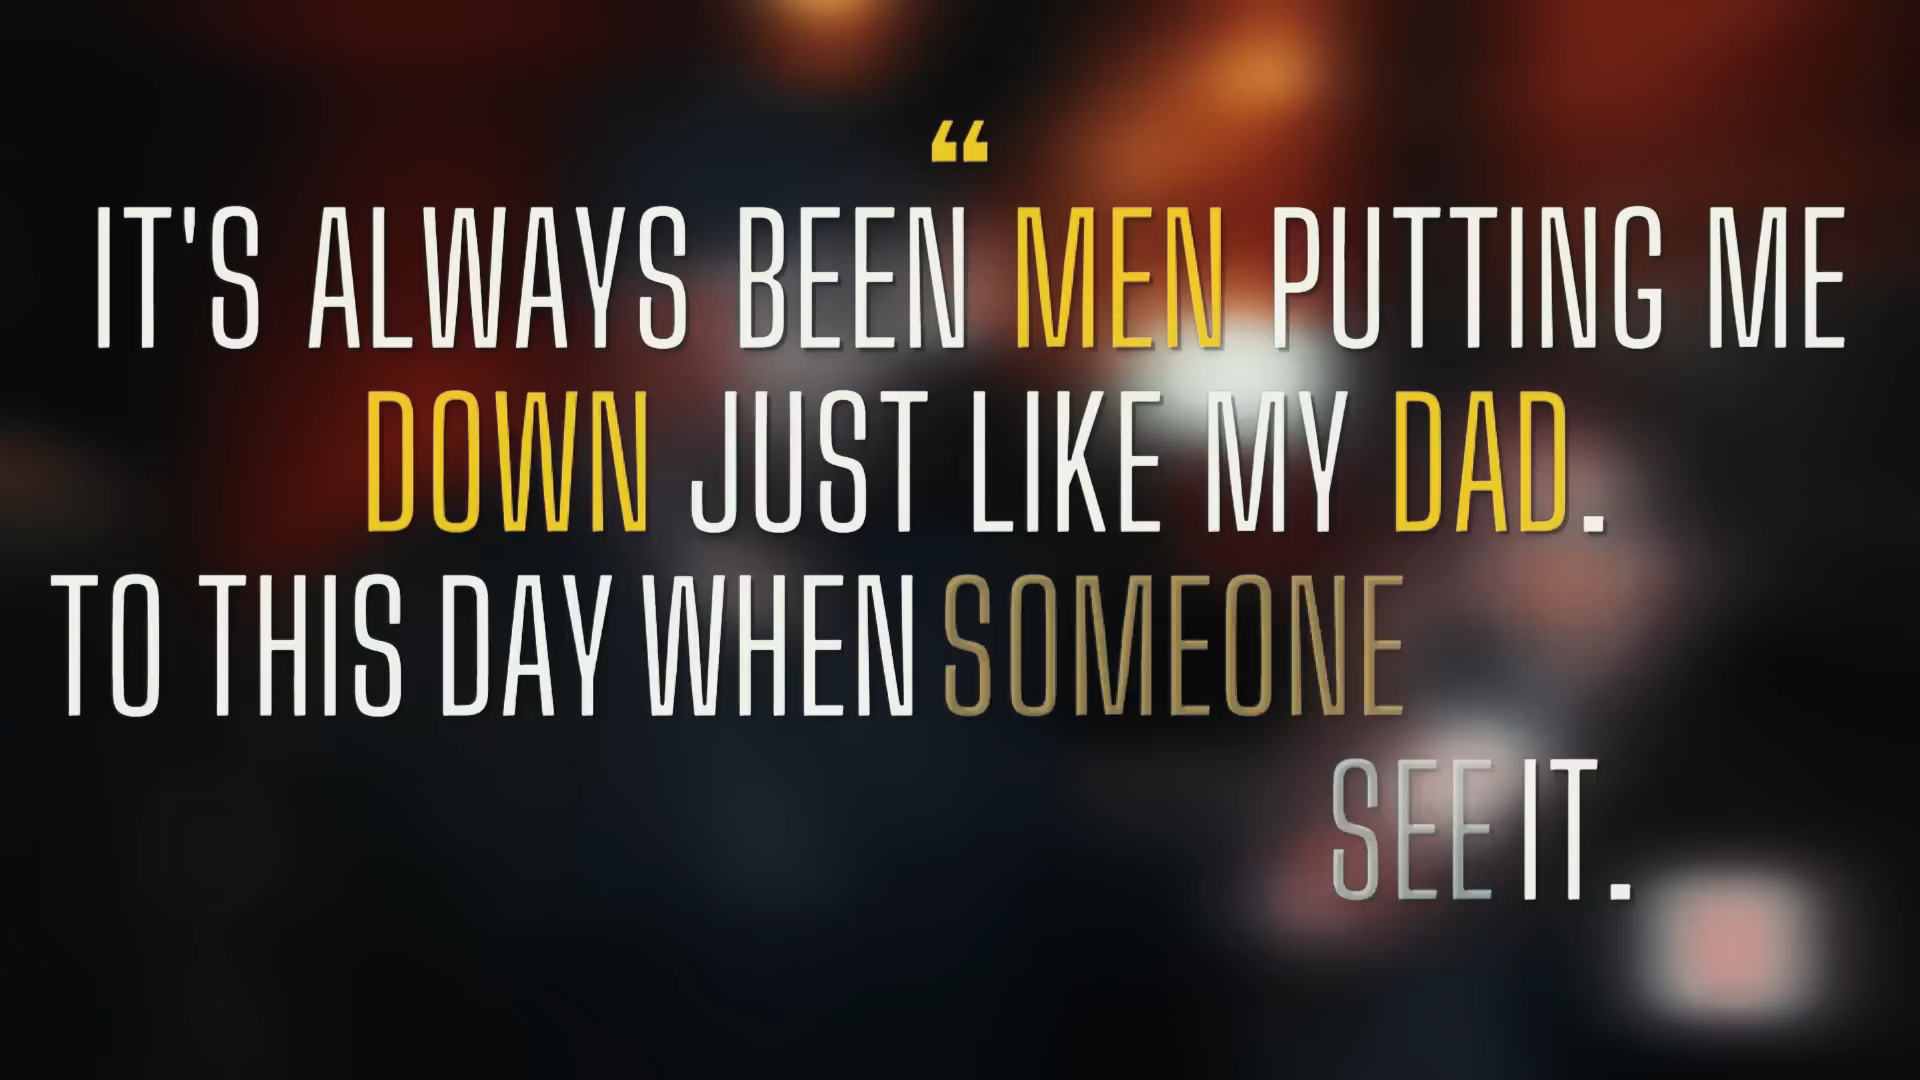 “
IT'S ALWAYS BEEN MEN PUTTING ME
DOWN JUST LIKE MY DAD.
TO THIS DAY WHEN SOMEONE
SEE IT.